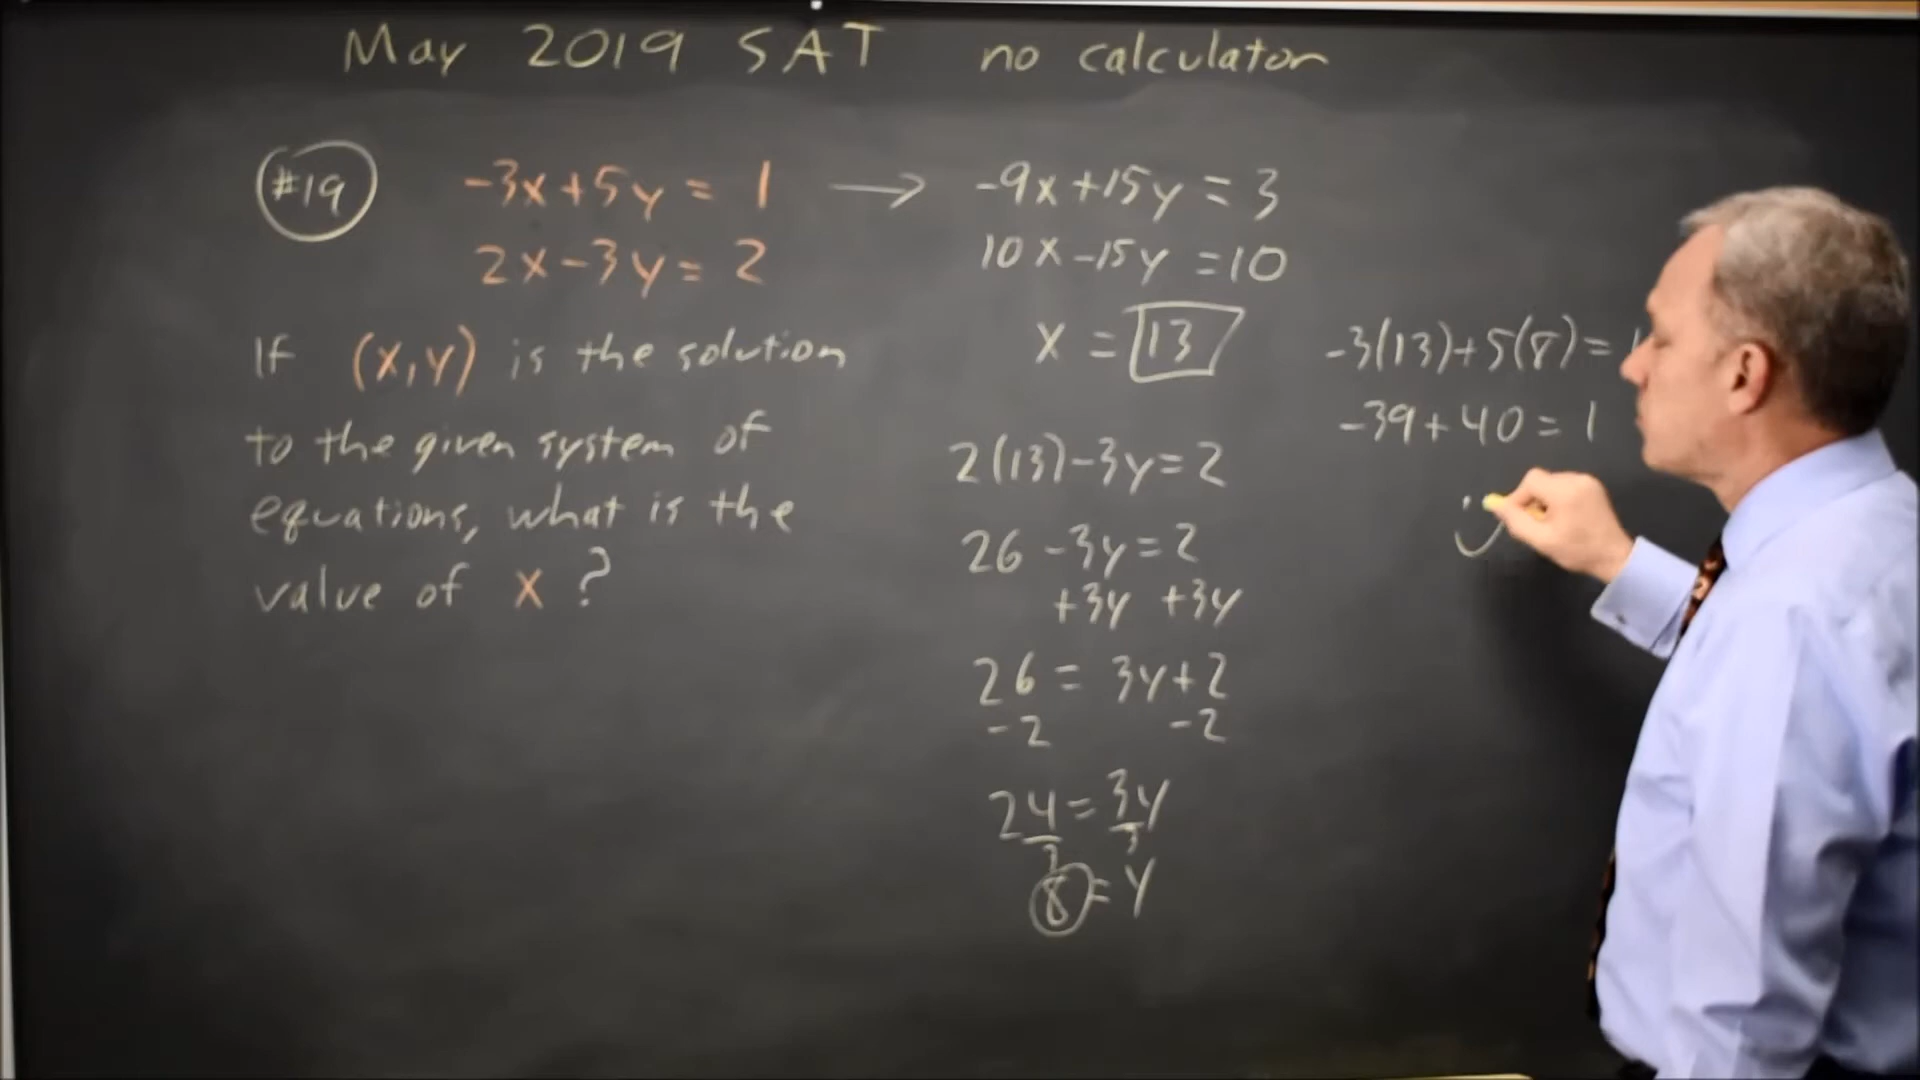 May 2019 SAT no calculator
#19
-3x+5y = 1 → -9x+15y = 3
2x-3y = 2
10x-15y = 10
x = 13
If (x,y) is the solution
to the given system of
equations, what is the
value of x ?
2(13)-3y=2
26 -3y=2
+3y +3y
26 = 3y+2
-2 -2
24 = 3y
3 3
8 = y
-3(13)+5(8)=
-39+40=1